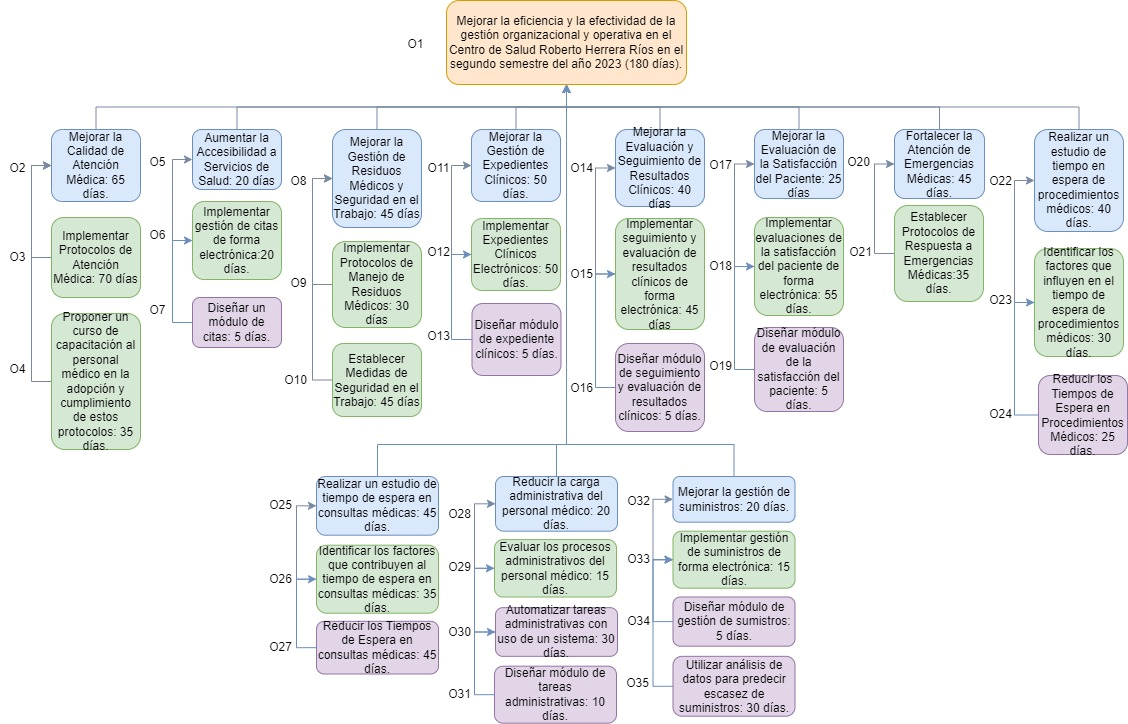 Mejorar la eficiencia y la efectividad de la
gestión organizacional y operativa en el
Centro de Salud Roberto Herrera Ríos en el
segundo semestre del año 2023 (180 días).
O1
O2
Mejorar la
Calidad de
Atención
Médica: 65
días.
O3
Implementar
Protocolos de
Atención
Médica: 70 días
O4
Proponer un
curso de
capacitación al
personal
médico en la
adopción y
cumplimiento de
estos
protocolos: 35
días.
O5
Aumentar la
Accesibilidad a
Servicios de
Salud: 20 días
O6
Implementar
gestión de citas
de forma
electrónica:20
días.
O7
Diseñar un
módulo de
citas: 5 días.
O8
Mejorar la
Gestión de
Residuos
Médicos y
Seguridad en el
Trabajo: 45 días
O9
Implementar
Protocolos de
Manejo de
Residuos
Médicos: 30
días
O10
Establecer
Medidas de
Seguridad en el
Trabajo: 45 días
O11
Mejorar la
Gestión de
Expedientes
Clínicos: 50
días.
O12
Implementar
Expedientes
Clínicos
Electrónicos: 50
días.
O13
Diseñar módulo
de expediente
clínicos: 5 días.
O14
Mejorar la
Evaluación y
Seguimiento de
Resultados
Clínicos: 40
días.
O15
Implementar
seguimiento y
evaluación de
resultados
clínicos de
forma
electrónica: 45
días
O16
Diseñar módulo
de seguimiento
y evaluación de
resultados
clínicos: 5 días.
O17
Mejorar la
Evaluación de
la Satisfacción
del Paciente: 25
días
O18
Implementar
evaluaciones de
la satisfacción
del paciente de
forma
electrónica: 55
días.
O19
Diseñar módulo
de evaluación
de la
satisfacción del
paciente: 5
días.
O20
Fortalecer la
Atención de
Emergencias
Médicas: 45
días.
O21
Establecer
Protocolos de
Respuesta a
Emergencias
Médicas:35
días.
O22
Realizar un
estudio de
tiempo en
espera de
procedimientos
médicos: 40
días.
O23
Identificar los
factores que
influyen en el
tiempo de
espera de
procedimientos
médicos: 30
días.
O24
Reducir los
Tiempos de
Espera en
Procedimientos
Médicos: 25
días.
O25
Realizar un estudio de
tiempo de espera en
consultas médicas: 45
días.
O26
Identificar los factores
que contribuyen al
tiempo de espera en
consultas médicas: 35
días.
O27
Reducir los Tiempos
de Espera en
consultas médicas: 45
días.
O28
Reducir la carga
administrativa del
personal médico: 20
días.
O29
Evaluar los procesos
administrativos del
personal médico: 15
días.
O30
Automatizar tareas
administrativas con
uso de un sistema: 30
días.
O31
Diseñar módulo de
tareas
administrativas: 10
días.
O32
Mejorar la gestión de
suministros: 20 días.
O33
Implementar gestión
de suministros de
forma electrónica: 15
días.
O34
Diseñar módulo de
gestión de sumistros:
5 días.
O35
Utilizar análisis de
datos para predecir
escasez de
suministros: 30 días.